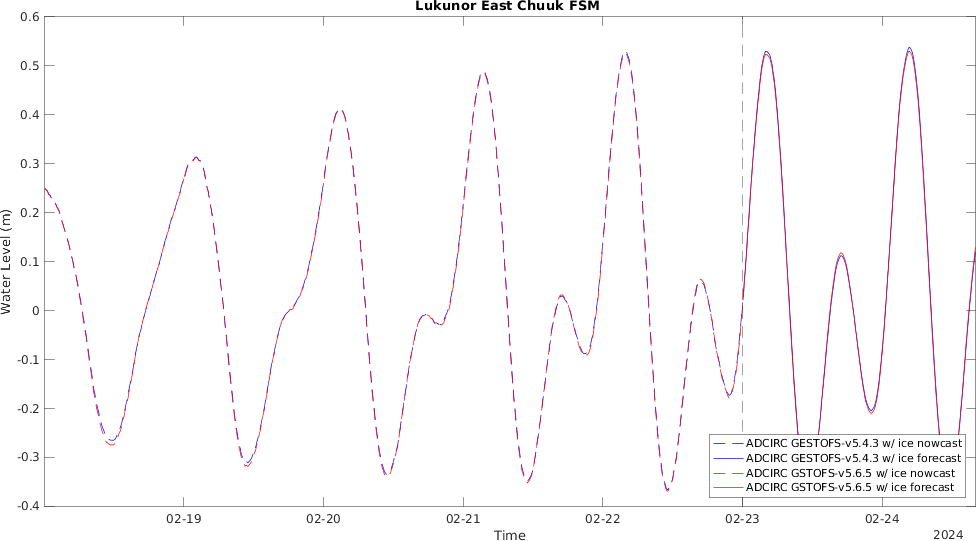 Lukunor East Chuuk FSM
0.6
0.5
0.4
0.3
0.2
0.1
0
-0.1
-0.2
-0.3
-0.4
Water Level (m)
ADCIRC GESTOFS-v5.4.3 w/ ice nowcast
ADCIRC GESTOFS-v5.4.3 w/ ice forecast
ADCIRC GSTOFS-v5.6.5 w/ ice nowcast
ADCIRC GSTOFS-v5.6.5 w/ ice forecast
02-19 02-20 02-21 02-22 02-23 02-24
Time
2024